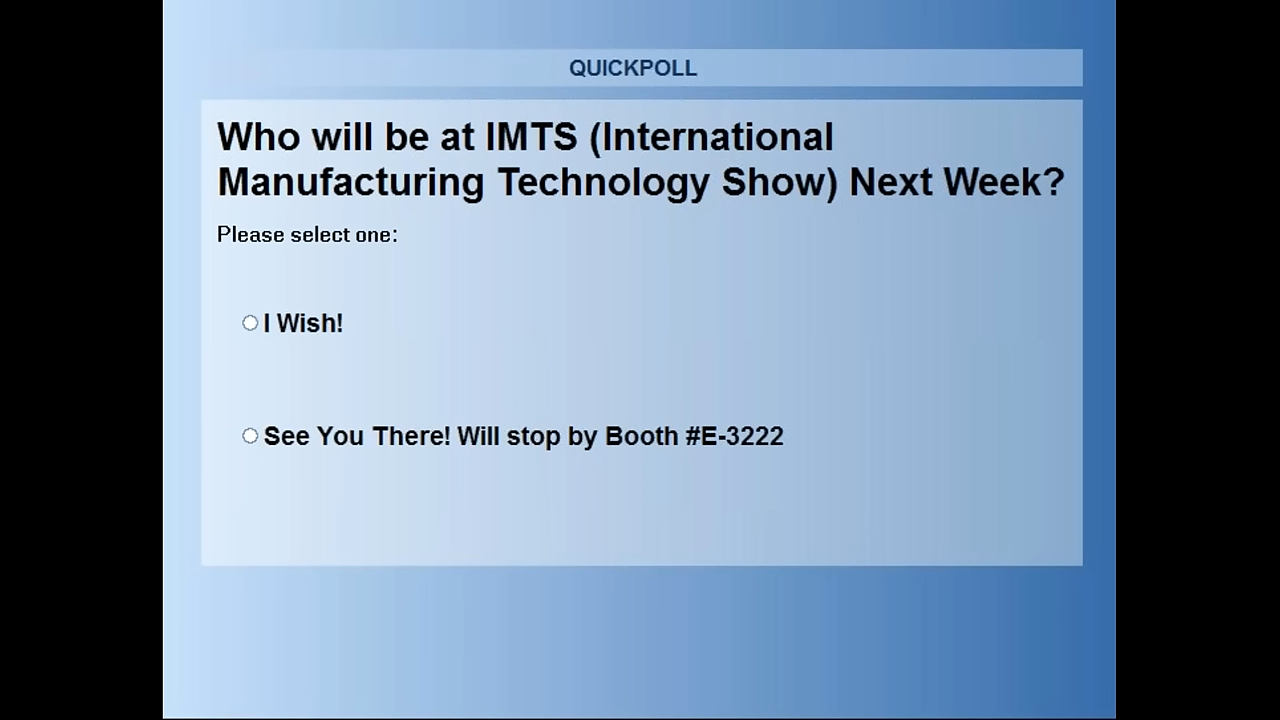 QUICKPOLL
Who will be at IMTS (International
Manufacturing Technology Show) Next Week?
Please select one:
I Wish!
See You There! Will stop by Booth #E-3222